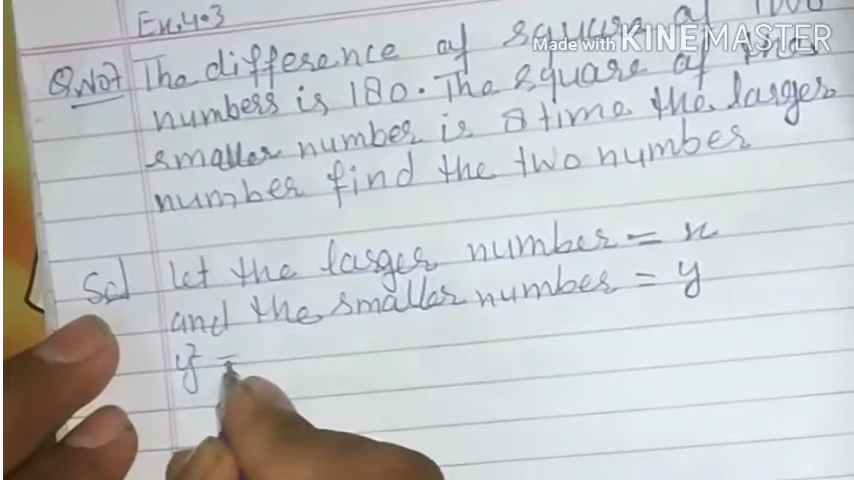 Ex.4.3
Q.No7 The difference of square of two
Made with KINEMASTER
numbers is 180. The square of the
smaller number is 8 time the larger
number find the two number
Sol let the larger number = x
and the smaller number = y
y² =